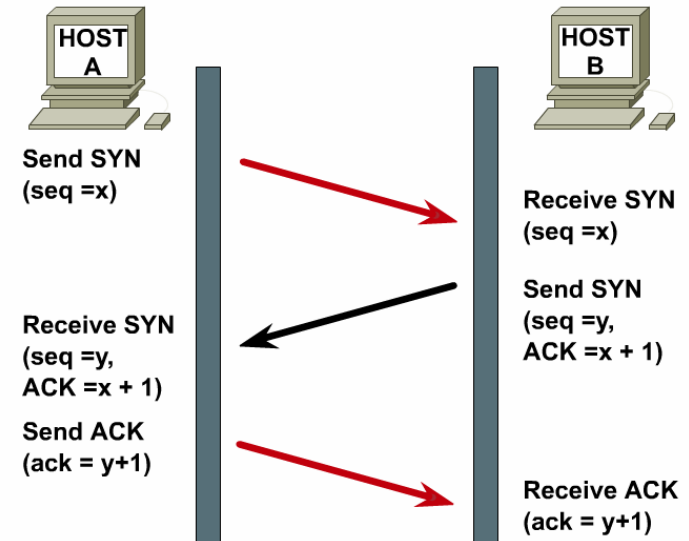 HOST
A
HOST
B
Send SYN
(seq =x)
Receive SYN
(seq =x)
Send SYN
(seq =y,
ACK =x + 1)
Receive SYN
(seq =y,
ACK =x + 1)
Send ACK
(ack = y+1)
Receive ACK
(ack = y+1)